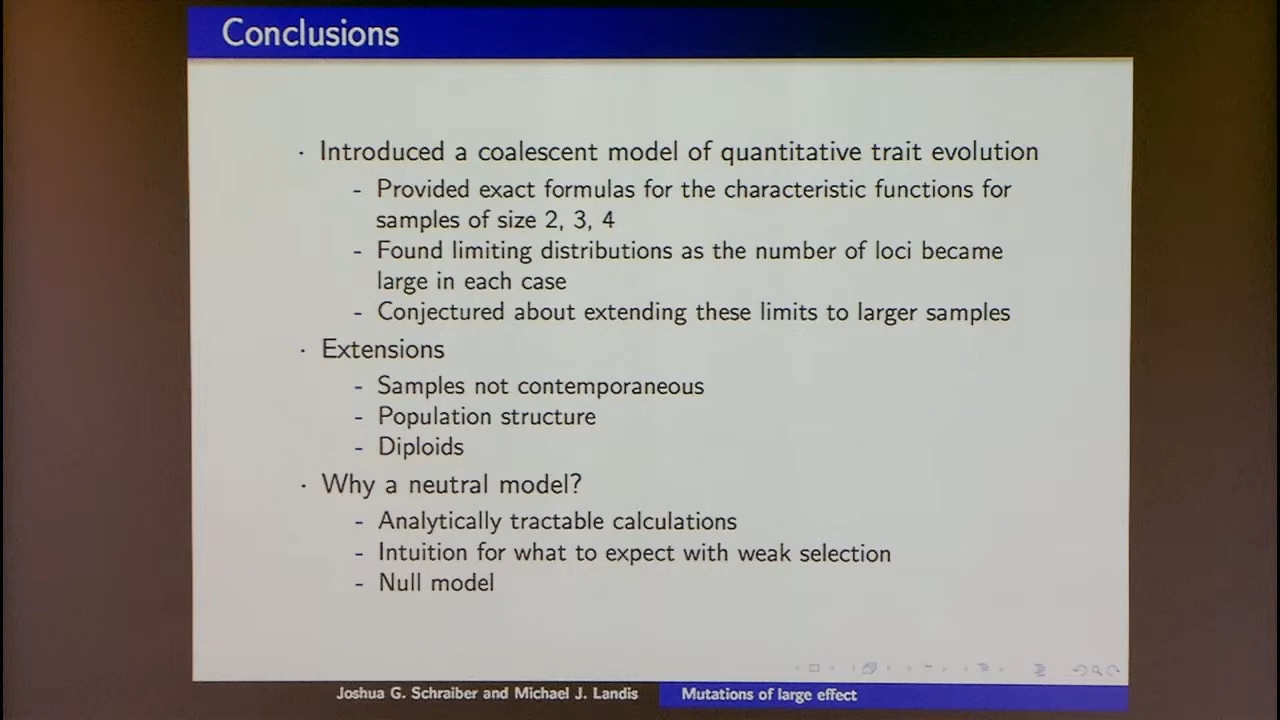 Conclusions
· Introduced a coalescent model of quantitative trait evolution
- Provided exact formulas for the characteristic functions for
samples of size 2, 3, 4
- Found limiting distributions as the number of loci became
large in each case
- Conjectured about extending these limits to larger samples
· Extensions
- Samples not contemporaneous
- Population structure
- Diploids
· Why a neutral model?
- Analytically tractable calculations
- Intuition for what to expect with weak selection
- Null model
Joshua G. Schraiber and Michael J. Landis
Mutations of large effect